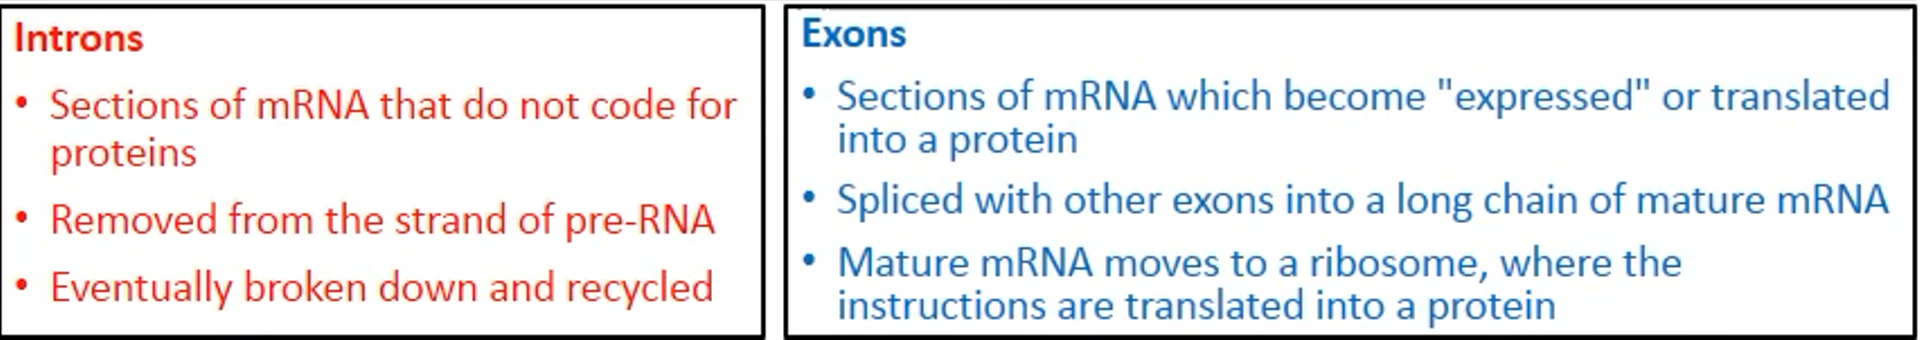 Introns
• Sections of mRNA that do not code for
proteins
• Removed from the strand of pre-RNA
• Eventually broken down and recycled
Exons
• Sections of mRNA which become "expressed" or translated
into a protein
• Spliced with other exons into a long chain of mature mRNA
• Mature mRNA moves to a ribosome, where the
instructions are translated into a protein